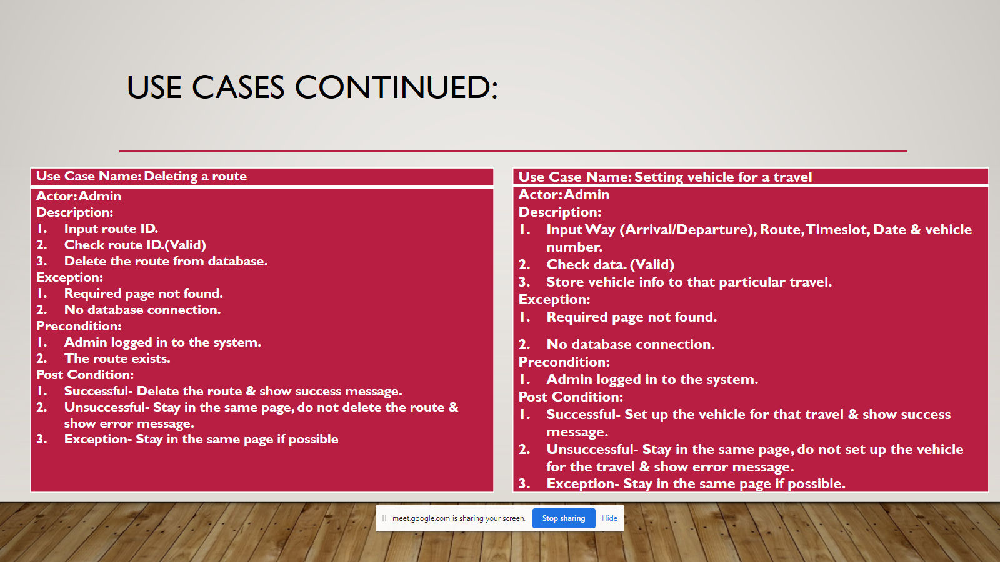 USE CASES CONTINUED:
Use Case Name: Deleting a route
Actor: Admin
Description:
1. Input route ID.
2. Check route ID.(Valid)
3. Delete the route from database.
Exception:
1. Required page not found.
2. No database connection.
Precondition:
1. Admin logged in to the system.
2. The route exists.
Post Condition:
1. Successful- Delete the route & show success message.
2. Unsuccessful- Stay in the same page, do not delete the route &
show error message.
3. Exception- Stay in the same page if possible
Use Case Name: Setting vehicle for a travel
Actor: Admin
Description:
1. Input Way (Arrival/Departure), Route, Timeslot, Date & vehicle
number.
2. Check data. (Valid)
3. Store vehicle info to that particular travel.
Exception:
1. Required page not found.
2. No database connection.
Precondition:
1. Admin logged in to the system.
Post Condition:
1. Successful- Set up the vehicle for that travel & show success
message.
2. Unsuccessful- Stay in the same page, do not set up the vehicle
for the travel & show error message.
3. Exception- Stay in the same page if possible.
meet.google.com is sharing your screen. Stop sharing Hide